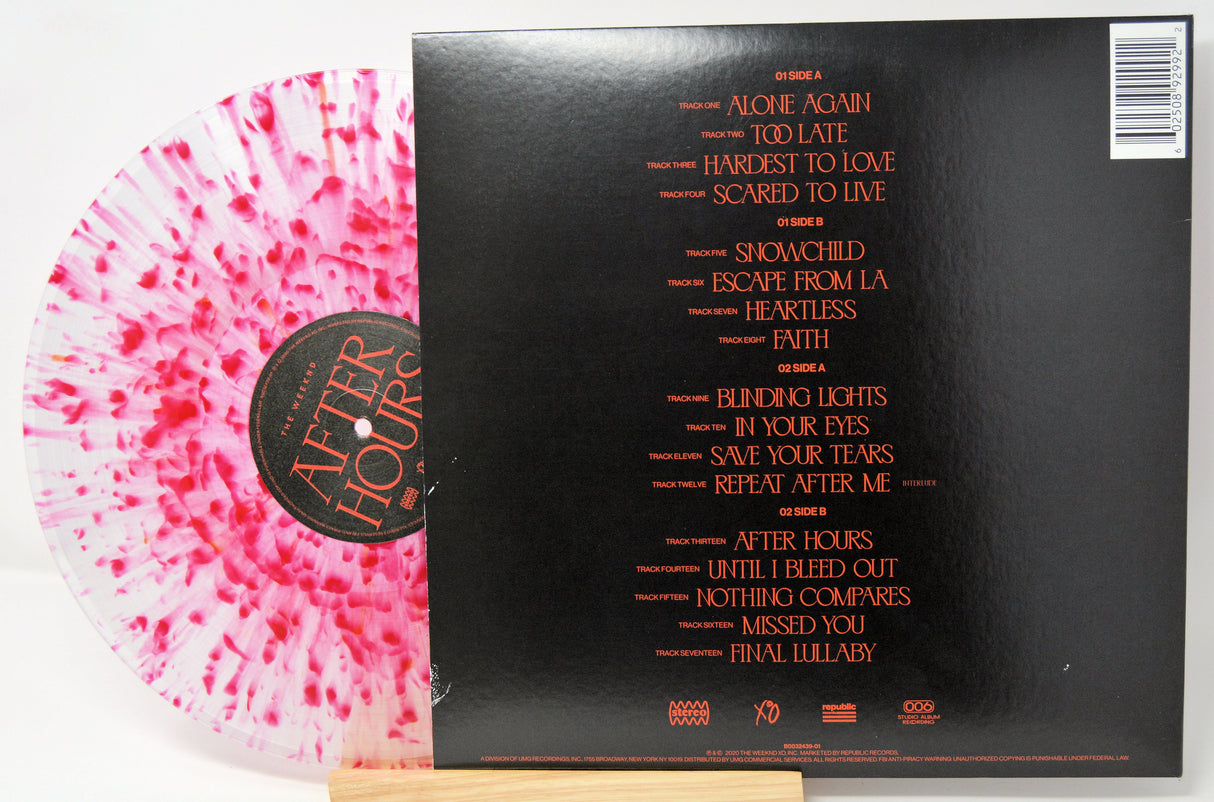 01 SIDE A
TRACK ONE ALONE AGAIN
TRACK TWO TOO LATE
TRACK THREE HARDEST TO LOVE
TRACK FOUR SCARED TO LIVE
01 SIDE B
TRACK FIVE SNOWCHILD
TRACK SIX ESCAPE FROM LA
TRACK SEVEN HEARTLESS
TRACK EIGHT FAITH
02 SIDE A
TRACK NINE BLINDING LIGHTS
TRACK TEN IN YOUR EYES
TRACK ELEVEN SAVE YOUR TEARS
TRACK TWELVE REPEAT AFTER ME INTERLUDE
02 SIDE B
TRACK THIRTEEN AFTER HOURS
TRACK FOURTEEN UNTIL I BLEED OUT
TRACK FIFTEEN NOTHING COMPARES
TRACK SIXTEEN MISSED YOU
TRACK SEVENTEEN FINAL LULLABY
stereo
XO
republic
006
STUDIO ALBUM
RECORDING
B0032439-01
℗ & © 2020 THE WEEKND XO, INC. MARKETED BY REPUBLIC RECORDS.
A DIVISION OF UMG RECORDINGS, INC., 1755 BROADWAY, NEW YORK NY 10019. DISTRIBUTED BY UMG COMMERCIAL SERVICES. ALL RIGHTS RESERVED. FBI ANTI-PIRACY WARNING: UNAUTHORIZED COPYING IS PUNISHABLE UNDER FEDERAL LAW.
6 02508 92992 2
THE WEEKND
AFTER
HOURS